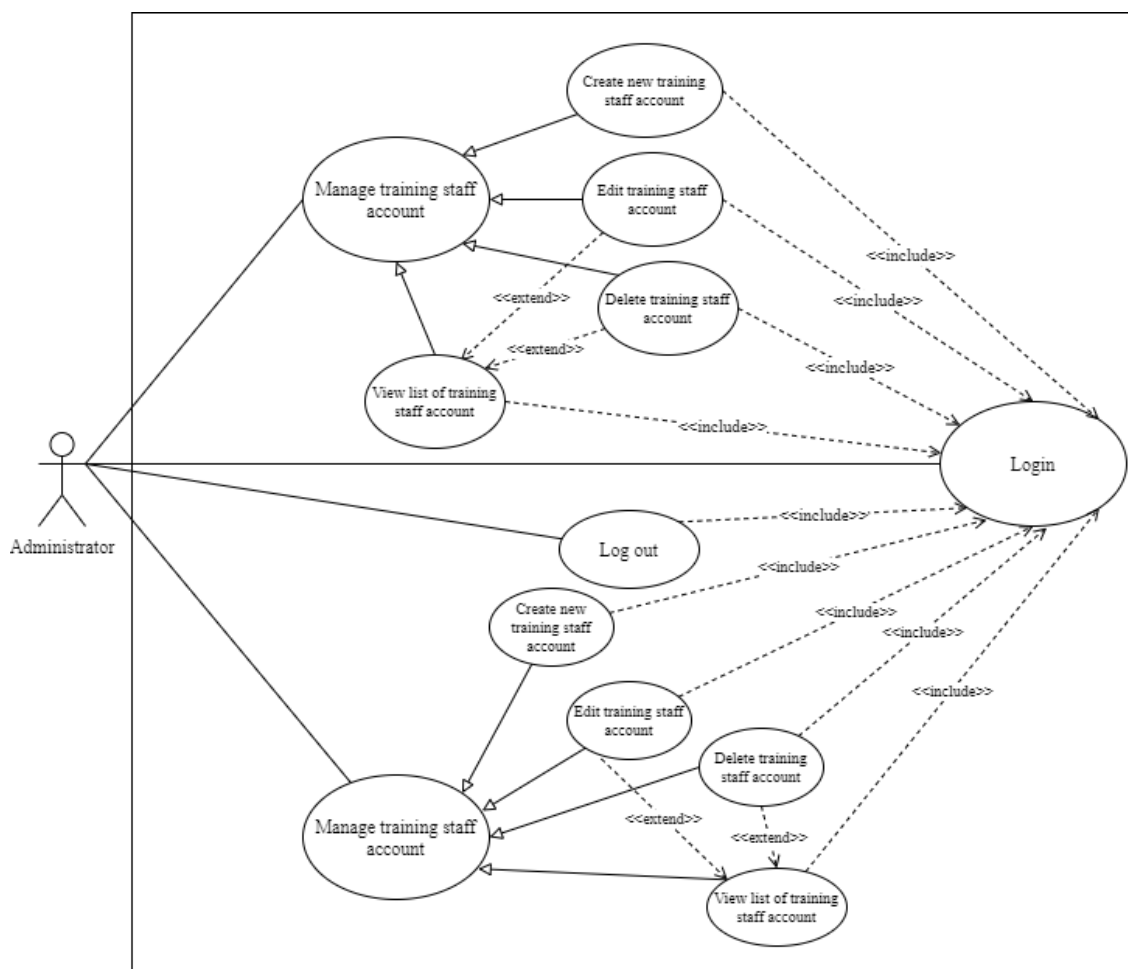 Create new training
staff account
Manage training staff
account
Edit training staff
account
<<include>>
Delete training staff
account
<<extend>>
<<include>>
<<extend>>
<<include>>
View list of training
staff account
<<include>>
Login
Administrator
Log out
<<include>>
<<include>>
Create new
training staff
account
<<include>>
<<include>>
Edit training staff
account
<<include>>
Delete training
staff account
Manage training staff
account
<<extend>>
<<extend>>
View list of training
staff account